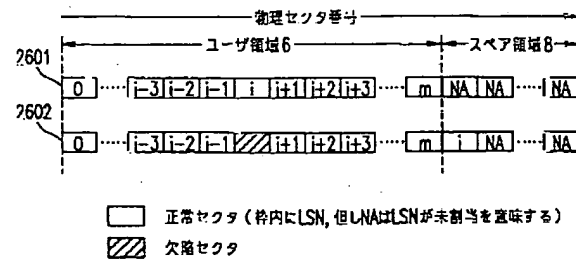 物理セクタ番号
ユーザ領域6 スペア領域8
2601
0 ····· i-3 i-2 i-1 i i+1 i+2 i+3 ····· m NA NA ····· NA
2602
0 ····· i-3 i-2 i-1 i+1 i+2 i+3 ····· m i NA ····· NA
正常セクタ(枠内にLSN, 但しNAはLSNが未割当を意味する)
欠陥セクタ